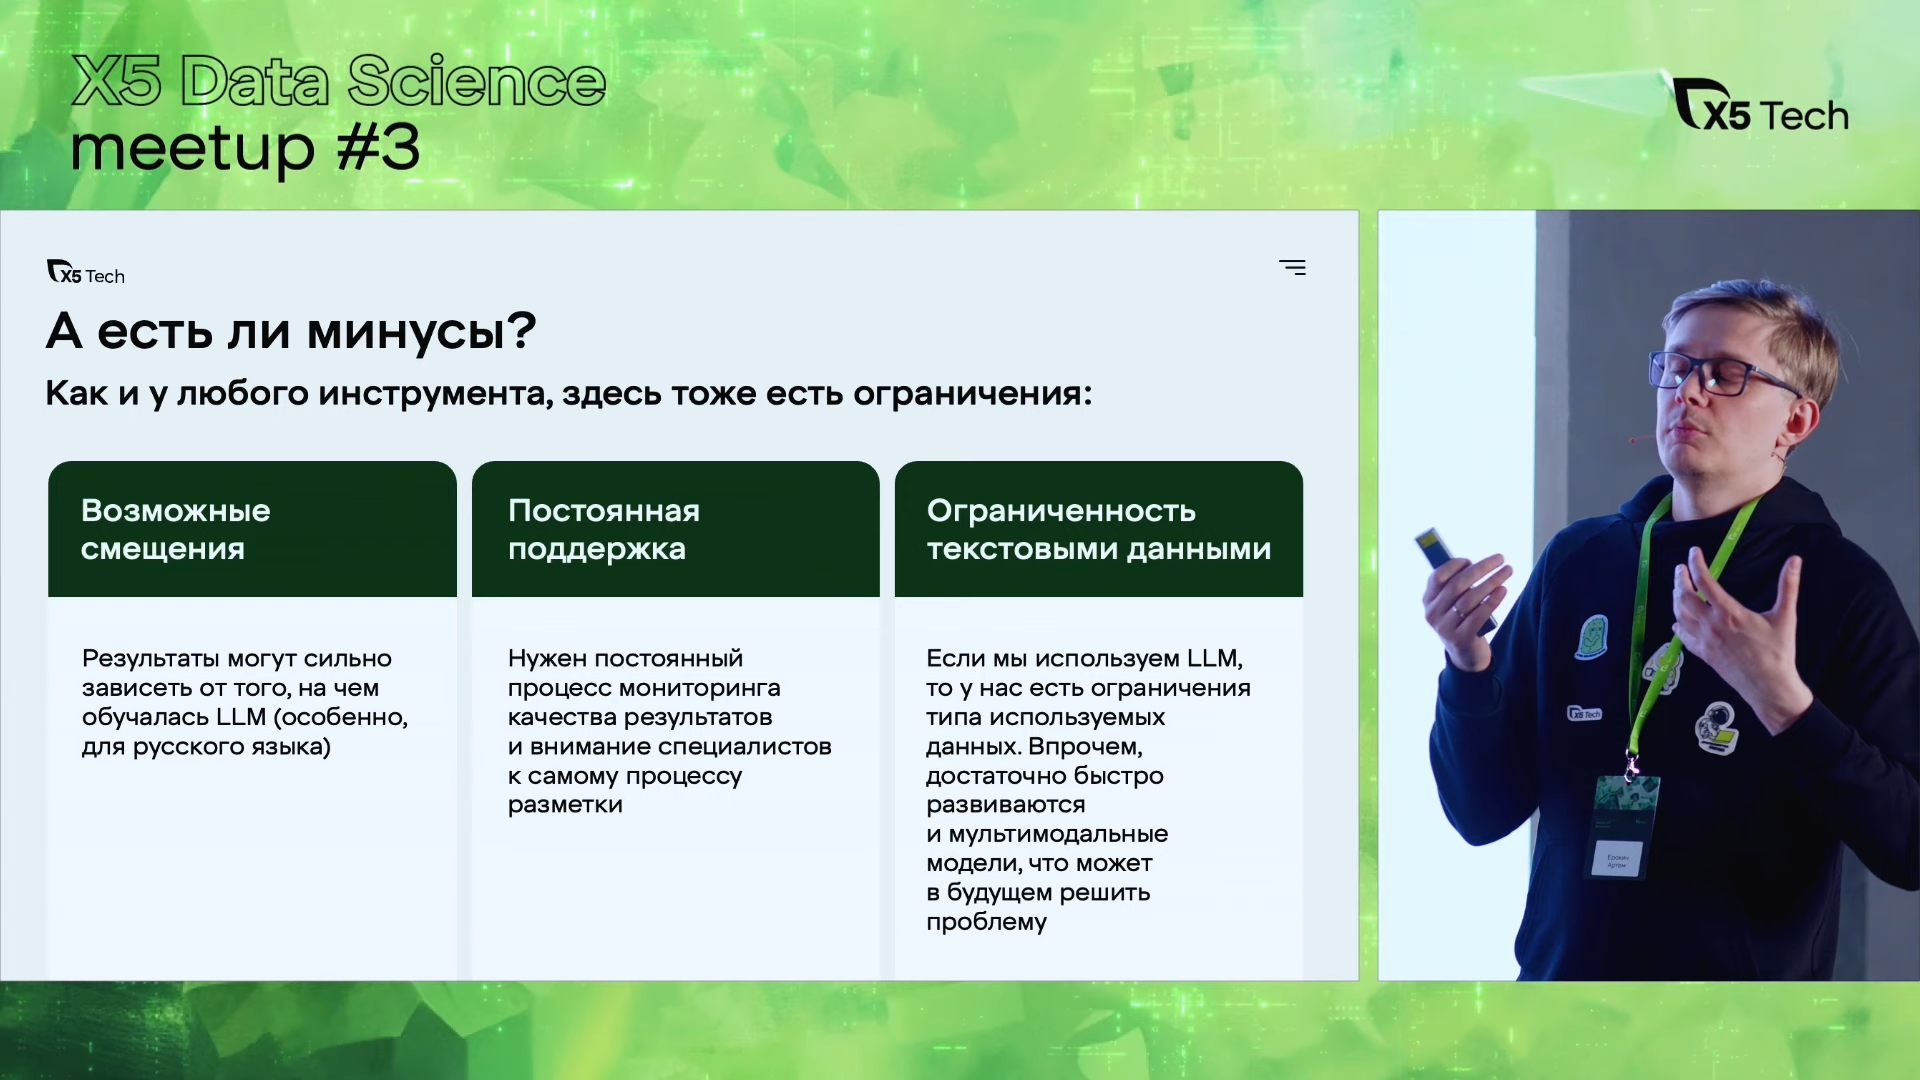 X5 Data Science
meetup #3
X5 Tech
X5 Tech
А есть ли минусы?
Как и у любого инструмента, здесь тоже есть ограничения:
Возможные
смещения
Результаты могут сильно
зависеть от того, на чем
обучалась LLM (особенно,
для русского языка)
Постоянная
поддержка
Нужен постоянный
процесс мониторинга
качества результатов
и внимание специалистов
к самому процессу
разметки
Ограниченность
текстовыми данными
Если мы используем LLM,
то у нас есть ограничения
типа используемых
данных. Впрочем,
достаточно быстро
развиваются
и мультимодальные
модели, что может
в будущем решить
проблему
X5 Tech
Артем